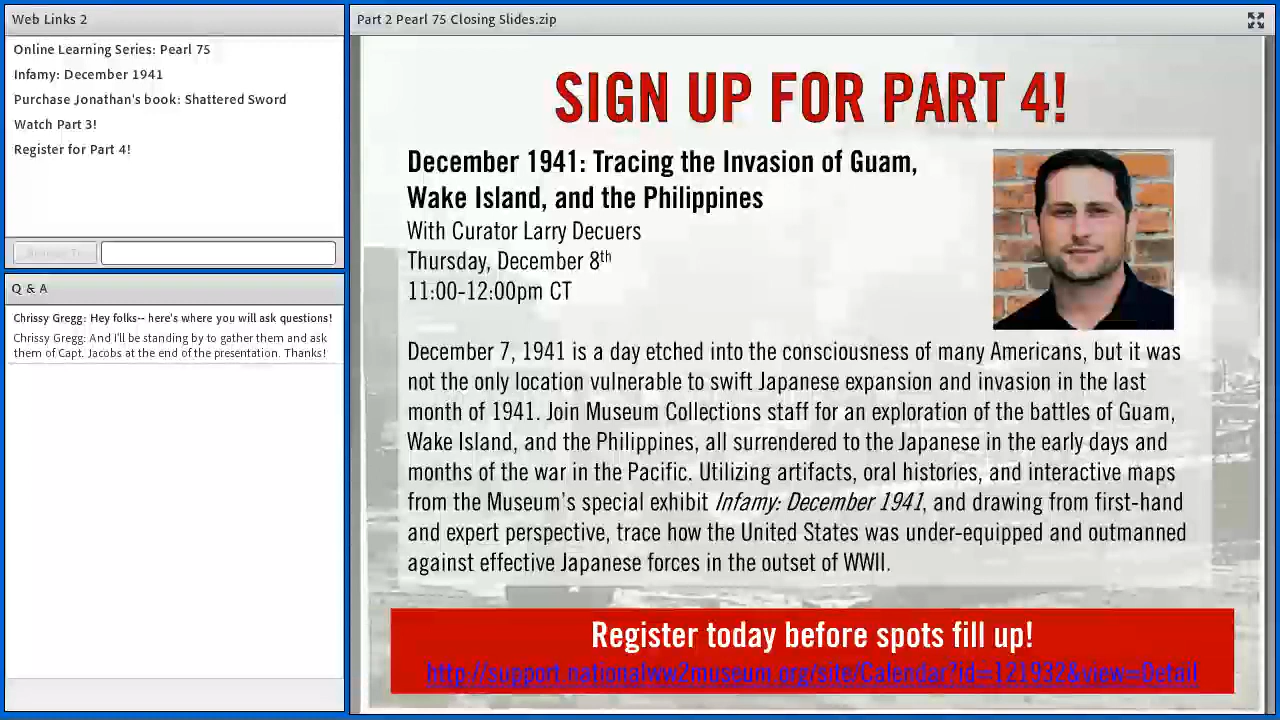 Web Links 2
Online Learning Series: Pearl 75
Infamy: December 1941
Purchase Jonathan's book: Shattered Sword
Watch Part 3!
Register for Part 4!
Q & A
Chrissy Gregg: Hey folks-- here's where you will ask questions!
Chrissy Gregg: And I'll be standing by to gather them and ask
them of Capt. Jacobs at the end of the presentation. Thanks!
Part 2 Pearl 75 Closing Slides.zip
SIGN UP FOR PART 4!
December 1941: Tracing the Invasion of Guam,
Wake Island, and the Philippines
With Curator Larry Decuers
Thursday, December 8th
11:00-12:00pm CT
December 7, 1941 is a day etched into the consciousness of many Americans, but it was
not the only location vulnerable to swift Japanese expansion and invasion in the last
month of 1941. Join Museum Collections staff for an exploration of the battles of Guam,
Wake Island, and the Philippines, all surrendered to the Japanese in the early days and
months of the war in the Pacific. Utilizing artifacts, oral histories, and interactive maps
from the Museum's special exhibit Infamy: December 1941, and drawing from first-hand
and expert perspective, trace how the United States was under-equipped and outmanned
against effective Japanese forces in the outset of WWII.
Register today before spots fill up!
http://support.nationalww2museum.org/site/Calendar?id=121932&view=Detail